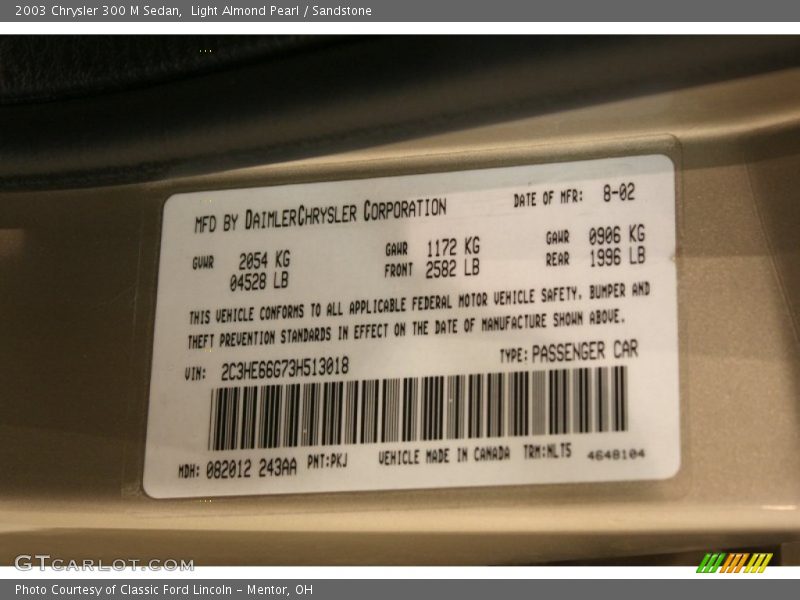 2003 Chrysler 300 M Sedan,  Light Almond Pearl / Sandstone
MFD BY DAIMLERCHRYSLER CORPORATION DATE OF MFR: 8-02
GVWR 2054 KG GAWR 1172 KG GAWR 0906 KG
04528 LB FRONT 2582 LB REAR 1996 LB
THIS VEHICLE CONFORMS TO ALL APPLICABLE FEDERAL MOTOR VEHICLE SAFETY, BUMPER AND
THEFT PREVENTION STANDARDS IN EFFECT ON THE DATE OF MANUFACTURE SHOWN ABOVE.
VIN: 2C3HE66G73H513018 TYPE: PASSENGER CAR
MDH: 082012 243AA PNT:PKJ VEHICLE MADE IN CANADA TRM:NLT5 4648104
GTCARLOT.COM
Photo Courtesy of Classic Ford Lincoln - Mentor, OH